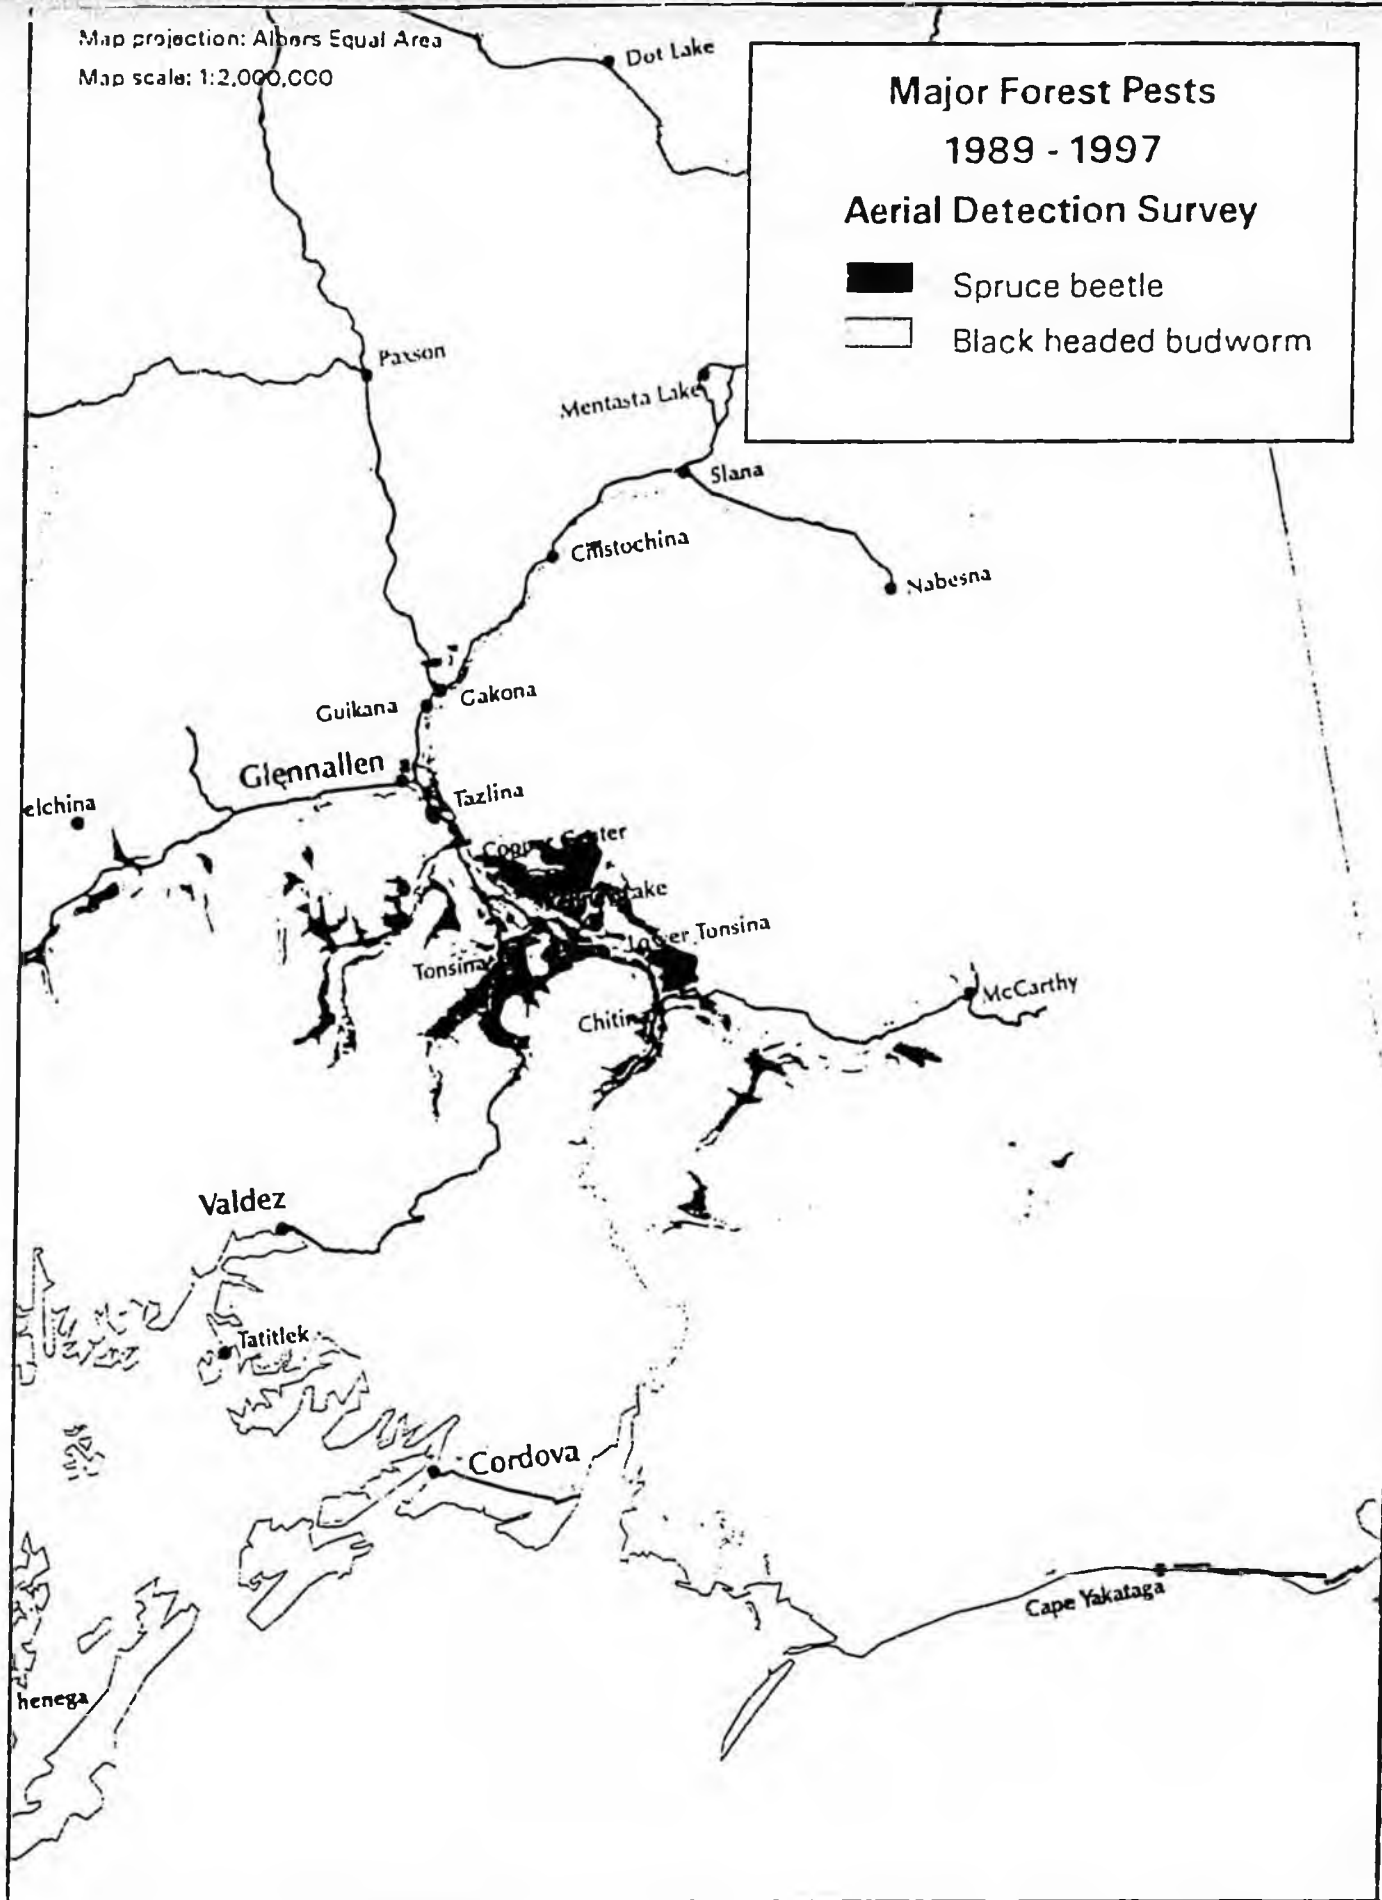 Map projection: Albers Equal Area
Map scale: 1:2,000,000
Major Forest Pests
1989 - 1997
Aerial Detection Survey
Spruce beetle
Black headed budworm
Dot Lake
Paxson
Mentasta Lake
Slana
Chistochina
Nabesna
Gakona
Gulkana
Glennallen
Tazlina
elchina
Copper Center
Lake
Lower Tonsina
Tonsina
McCarthy
Chitina
Valdez
Tatitlek
Cordova
Cape Yakataga
henega